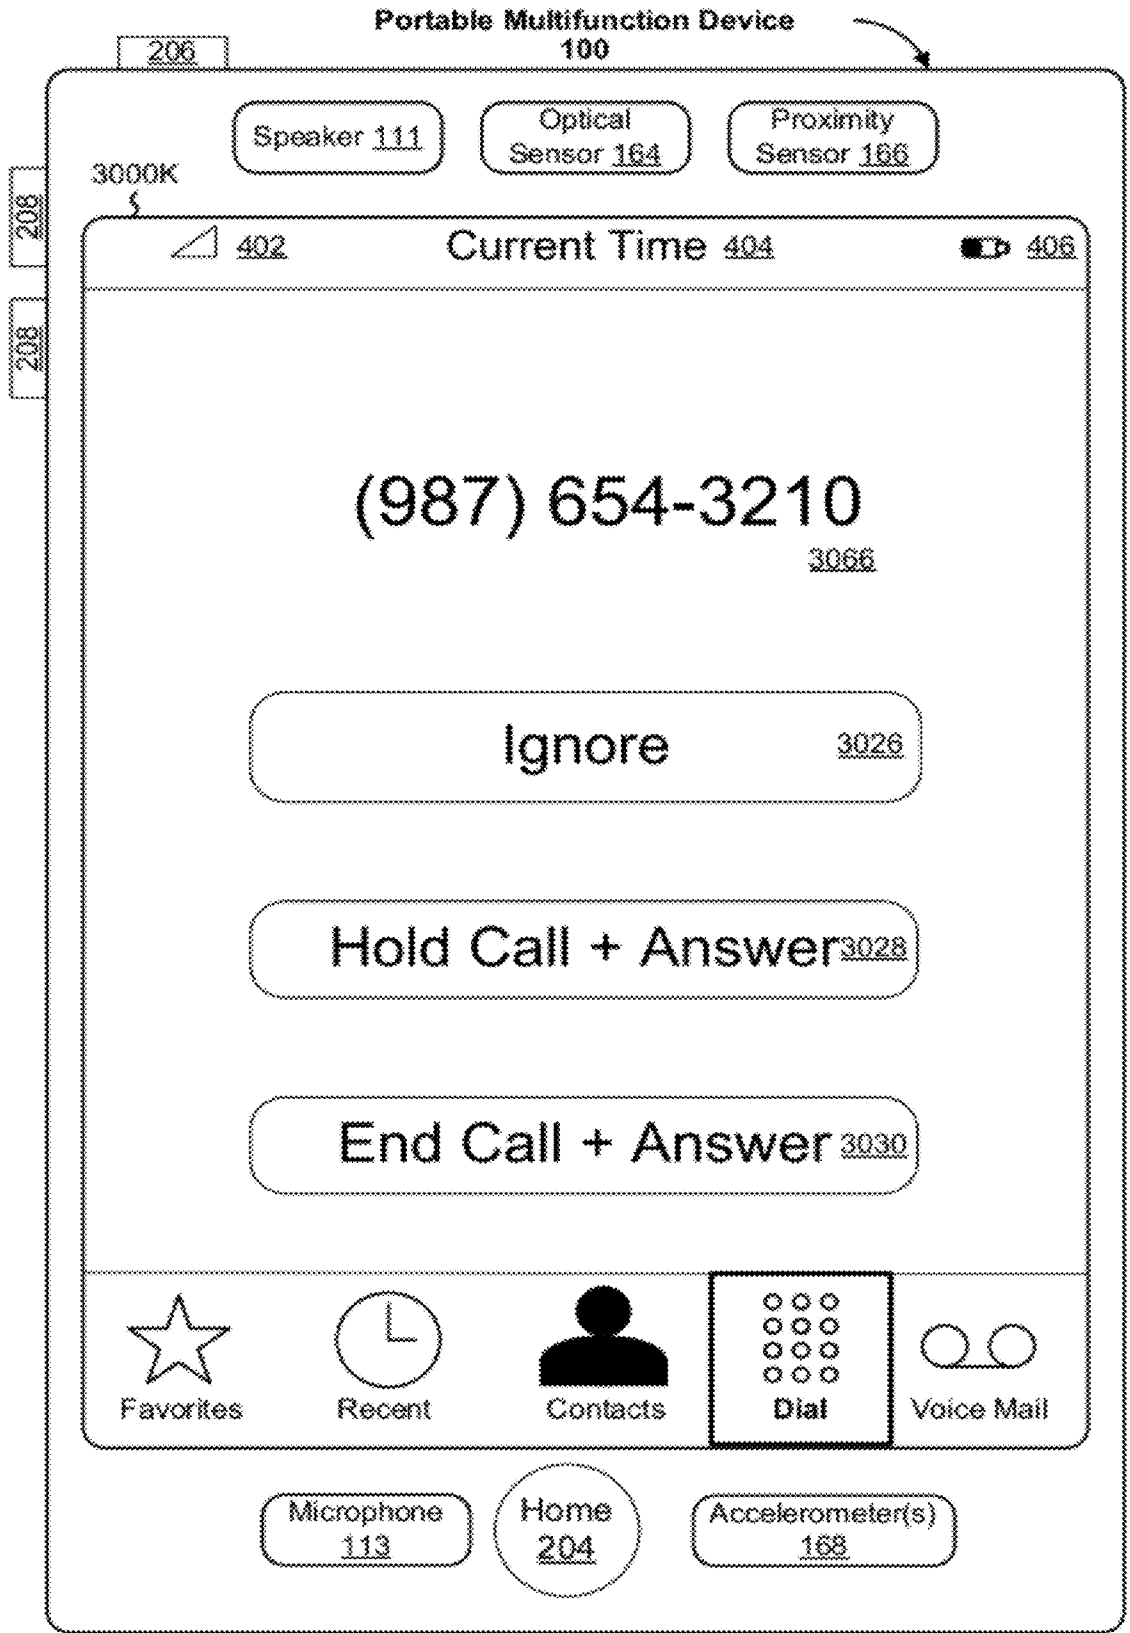 Portable Multifunction Device
100
206
Speaker 111
Optical
Sensor 164
Proximity
Sensor 166
3000K
208
208
402
Current Time 404
406
(987) 654-3210
3066
Ignore 3026
Hold Call + Answer 3028
End Call + Answer 3030
Favorites
Recent
Contacts
Dial
Voice Mail
Microphone
113
Home
204
Accelerometer(s)
168